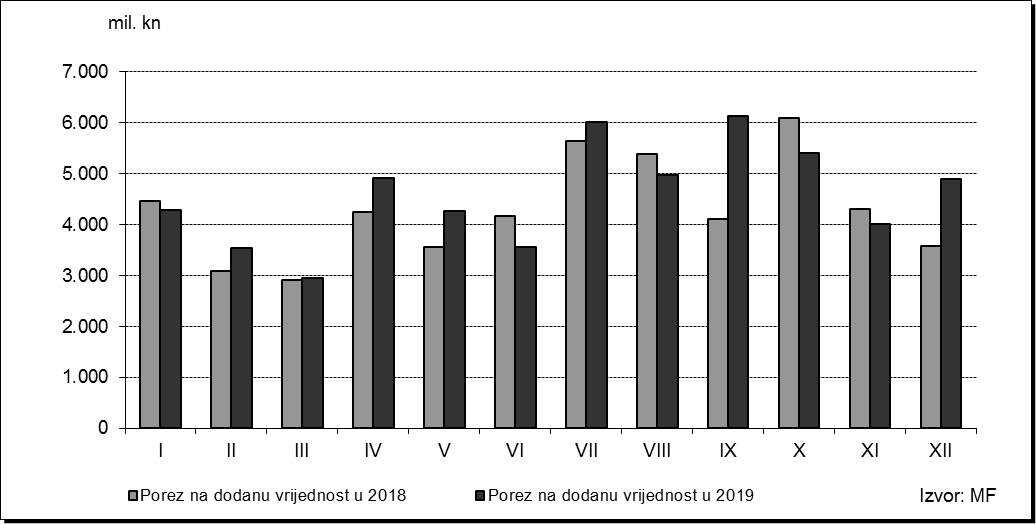 mil. kn
7.000
6.000
5.000
4.000
3.000
2.000
1.000
0
I II III IV V VI VII VIII IX X XI XII
Porez na dodanu vrijednost u 2018 Porez na dodanu vrijednost u 2019 Izvor: MF